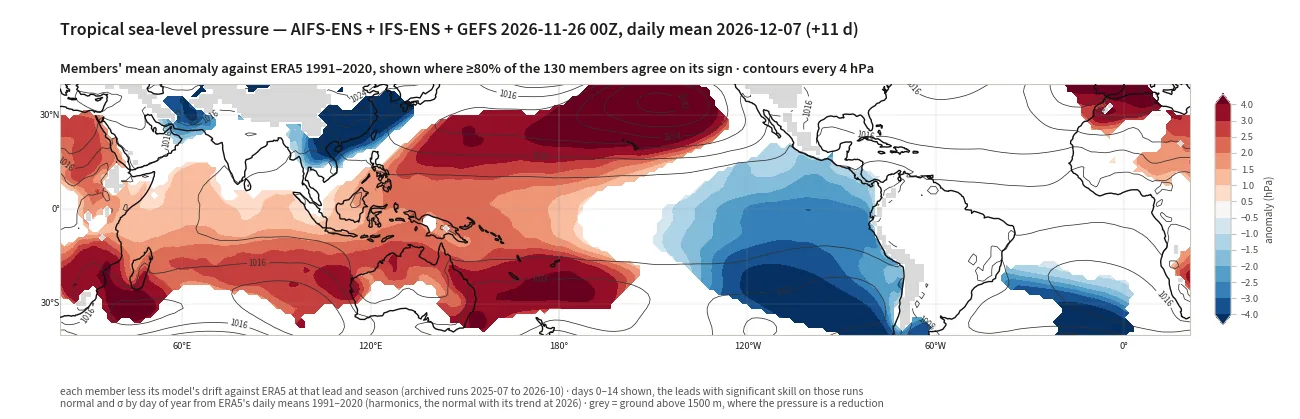 Tropical sea-level pressure — AIFS-ENS + IFS-ENS + GEFS 2026-11-26 00Z, daily mean 2026-12-07 (+11 d)
Members' mean anomaly against ERA5 1991–2020, shown where ≥80% of the 130 members agree on its sign · contours every 4 hPa
30°N
0°
30°S
60°E
120°E
180°
120°W
60°W
0°
1016
1016
1016
1016
1016
1016
1016
1016
1016
1016
4.0
3.0
2.5
2.0
1.5
1.0
0.5
−0.5
−1.0
−1.5
−2.0
−2.5
−3.0
−4.0
anomaly (hPa)
each member less its model's drift against ERA5 at that lead and season (archived runs 2025-07 to 2026-10) · days 0–14 shown, the leads with significant skill on those runs
normal and σ by day of year from ERA5's daily means 1991–2020 (harmonics, the normal with its trend at 2026) · grey = ground above 1500 m, where the pressure is a reduction